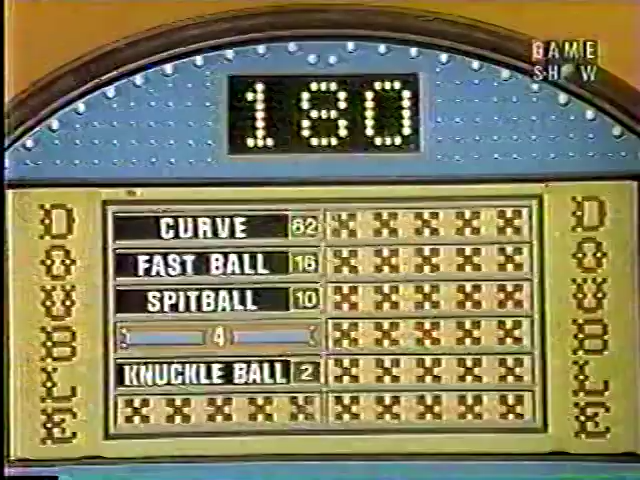 GAME
SHOW
180
CURVE 62
FAST BALL 16
SPITBALL 10
4
KNUCKLE BALL 2
DOUBLE
DOUBLE